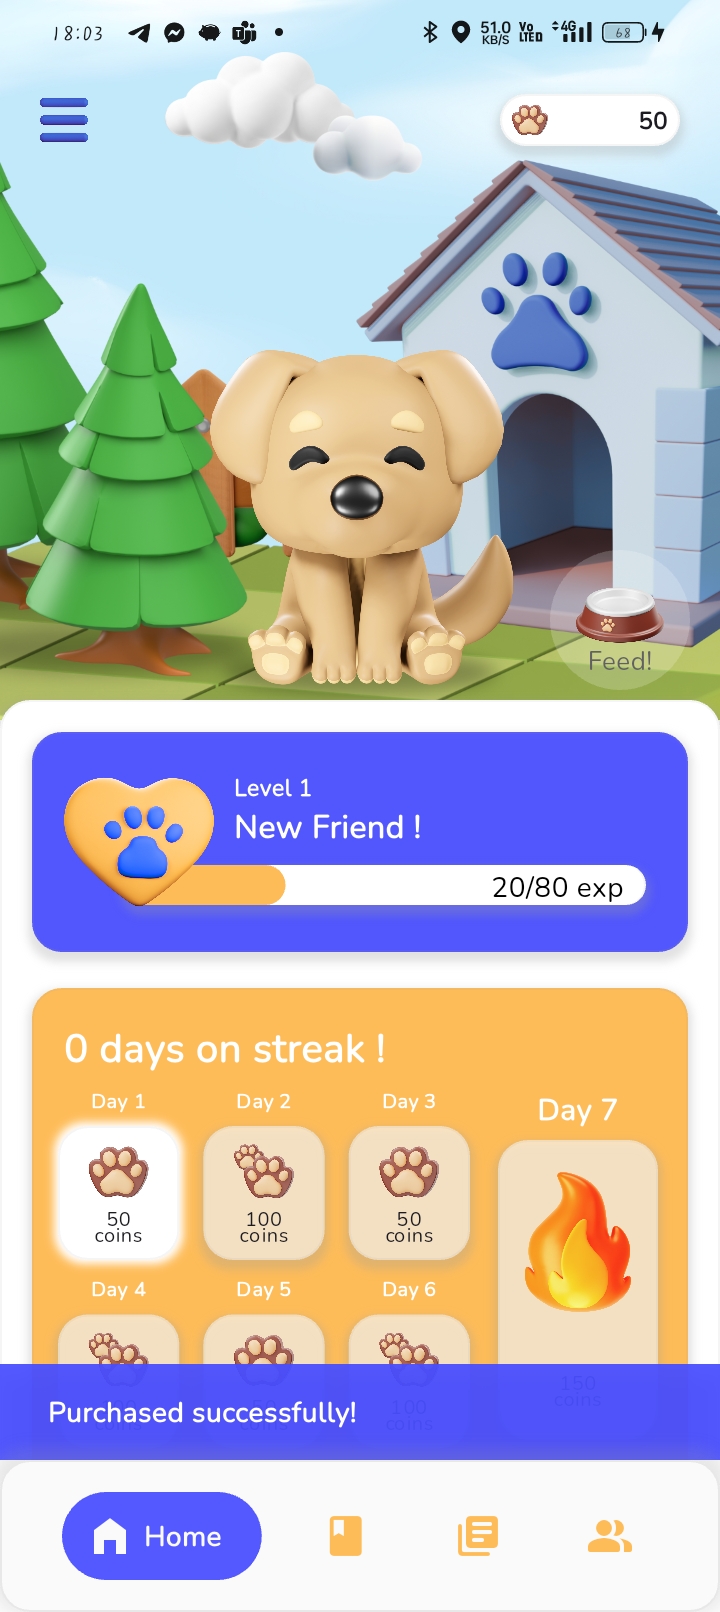 18:03
51.0
KB/S
Vo
LTE
4G
68
50
Feed!
Level 1
New Friend !
20/80 exp
0 days on streak !
Day 1
Day 2
Day 3
Day 7
50
coins
100
coins
50
coins
Day 4
Day 5
Day 6
150
coins
100
coins
coins
Purchased successfully!
Home